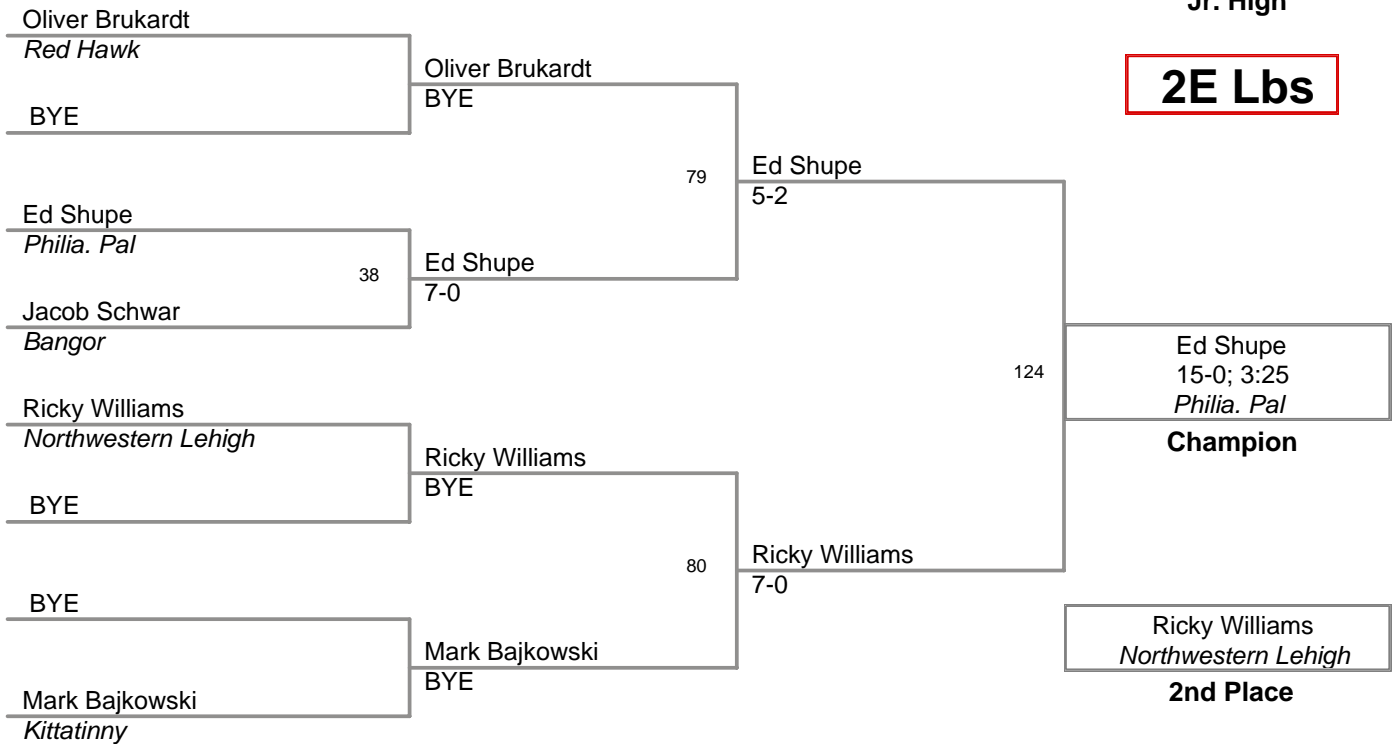 Jr. High
2E Lbs
Oliver Brukardt
Red Hawk
BYE
Ed Shupe
Philia. Pal
38
Jacob Schwar
Bangor
Ricky Williams
Northwestern Lehigh
BYE
BYE
Mark Bajkowski
Kittatinny
Oliver Brukardt
BYE
79
Ed Shupe
7-0
Ricky Williams
BYE
80
Mark Bajkowski
BYE
Ed Shupe
5-2
124
Ricky Williams
7-0
Ed Shupe
15-0; 3:25
Philia. Pal
Champion
Ricky Williams
Northwestern Lehigh
2nd Place